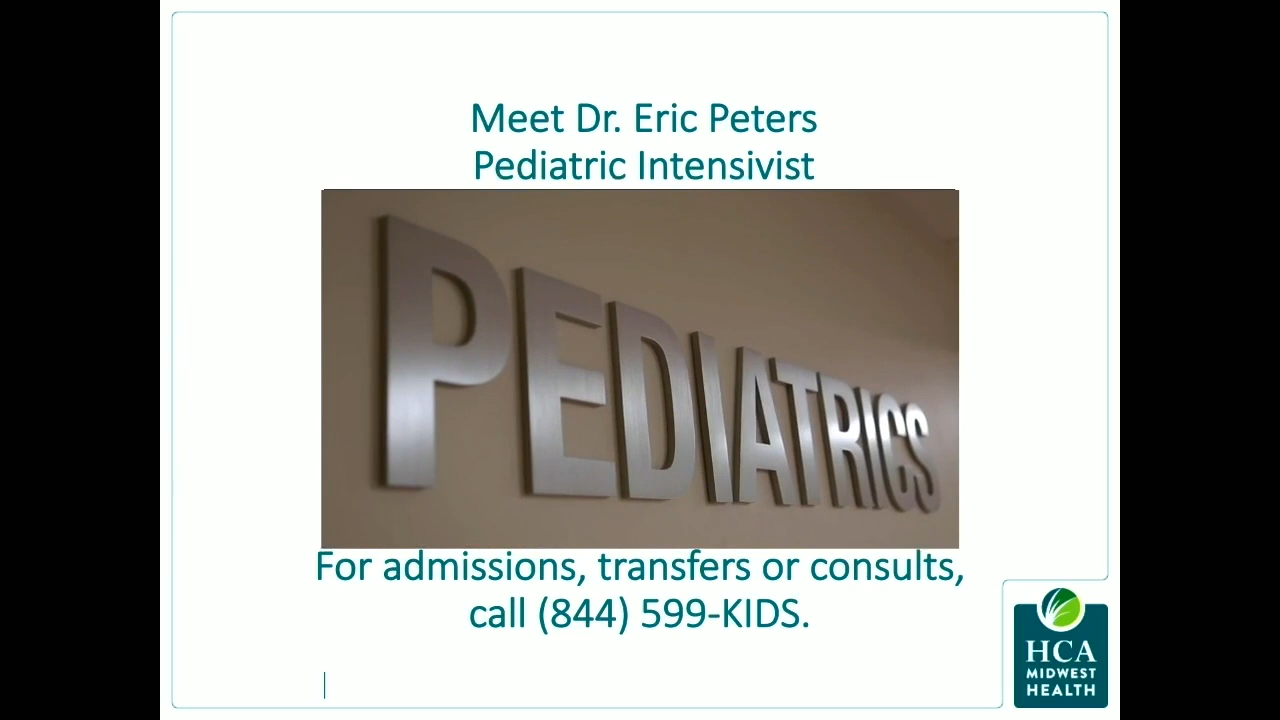 Meet Dr. Eric Peters
Pediatric Intensivist
PEDIATRICS
For admissions, transfers or consults,
call (844) 599-KIDS.
HCA
MIDWEST
HEALTH